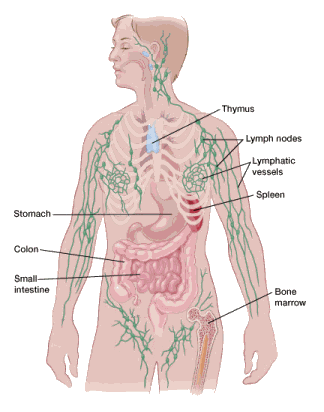 Thymus
Lymph nodes
Lymphatic
vessels
Spleen
Stomach
Colon
Small
intestine
Bone
marrow